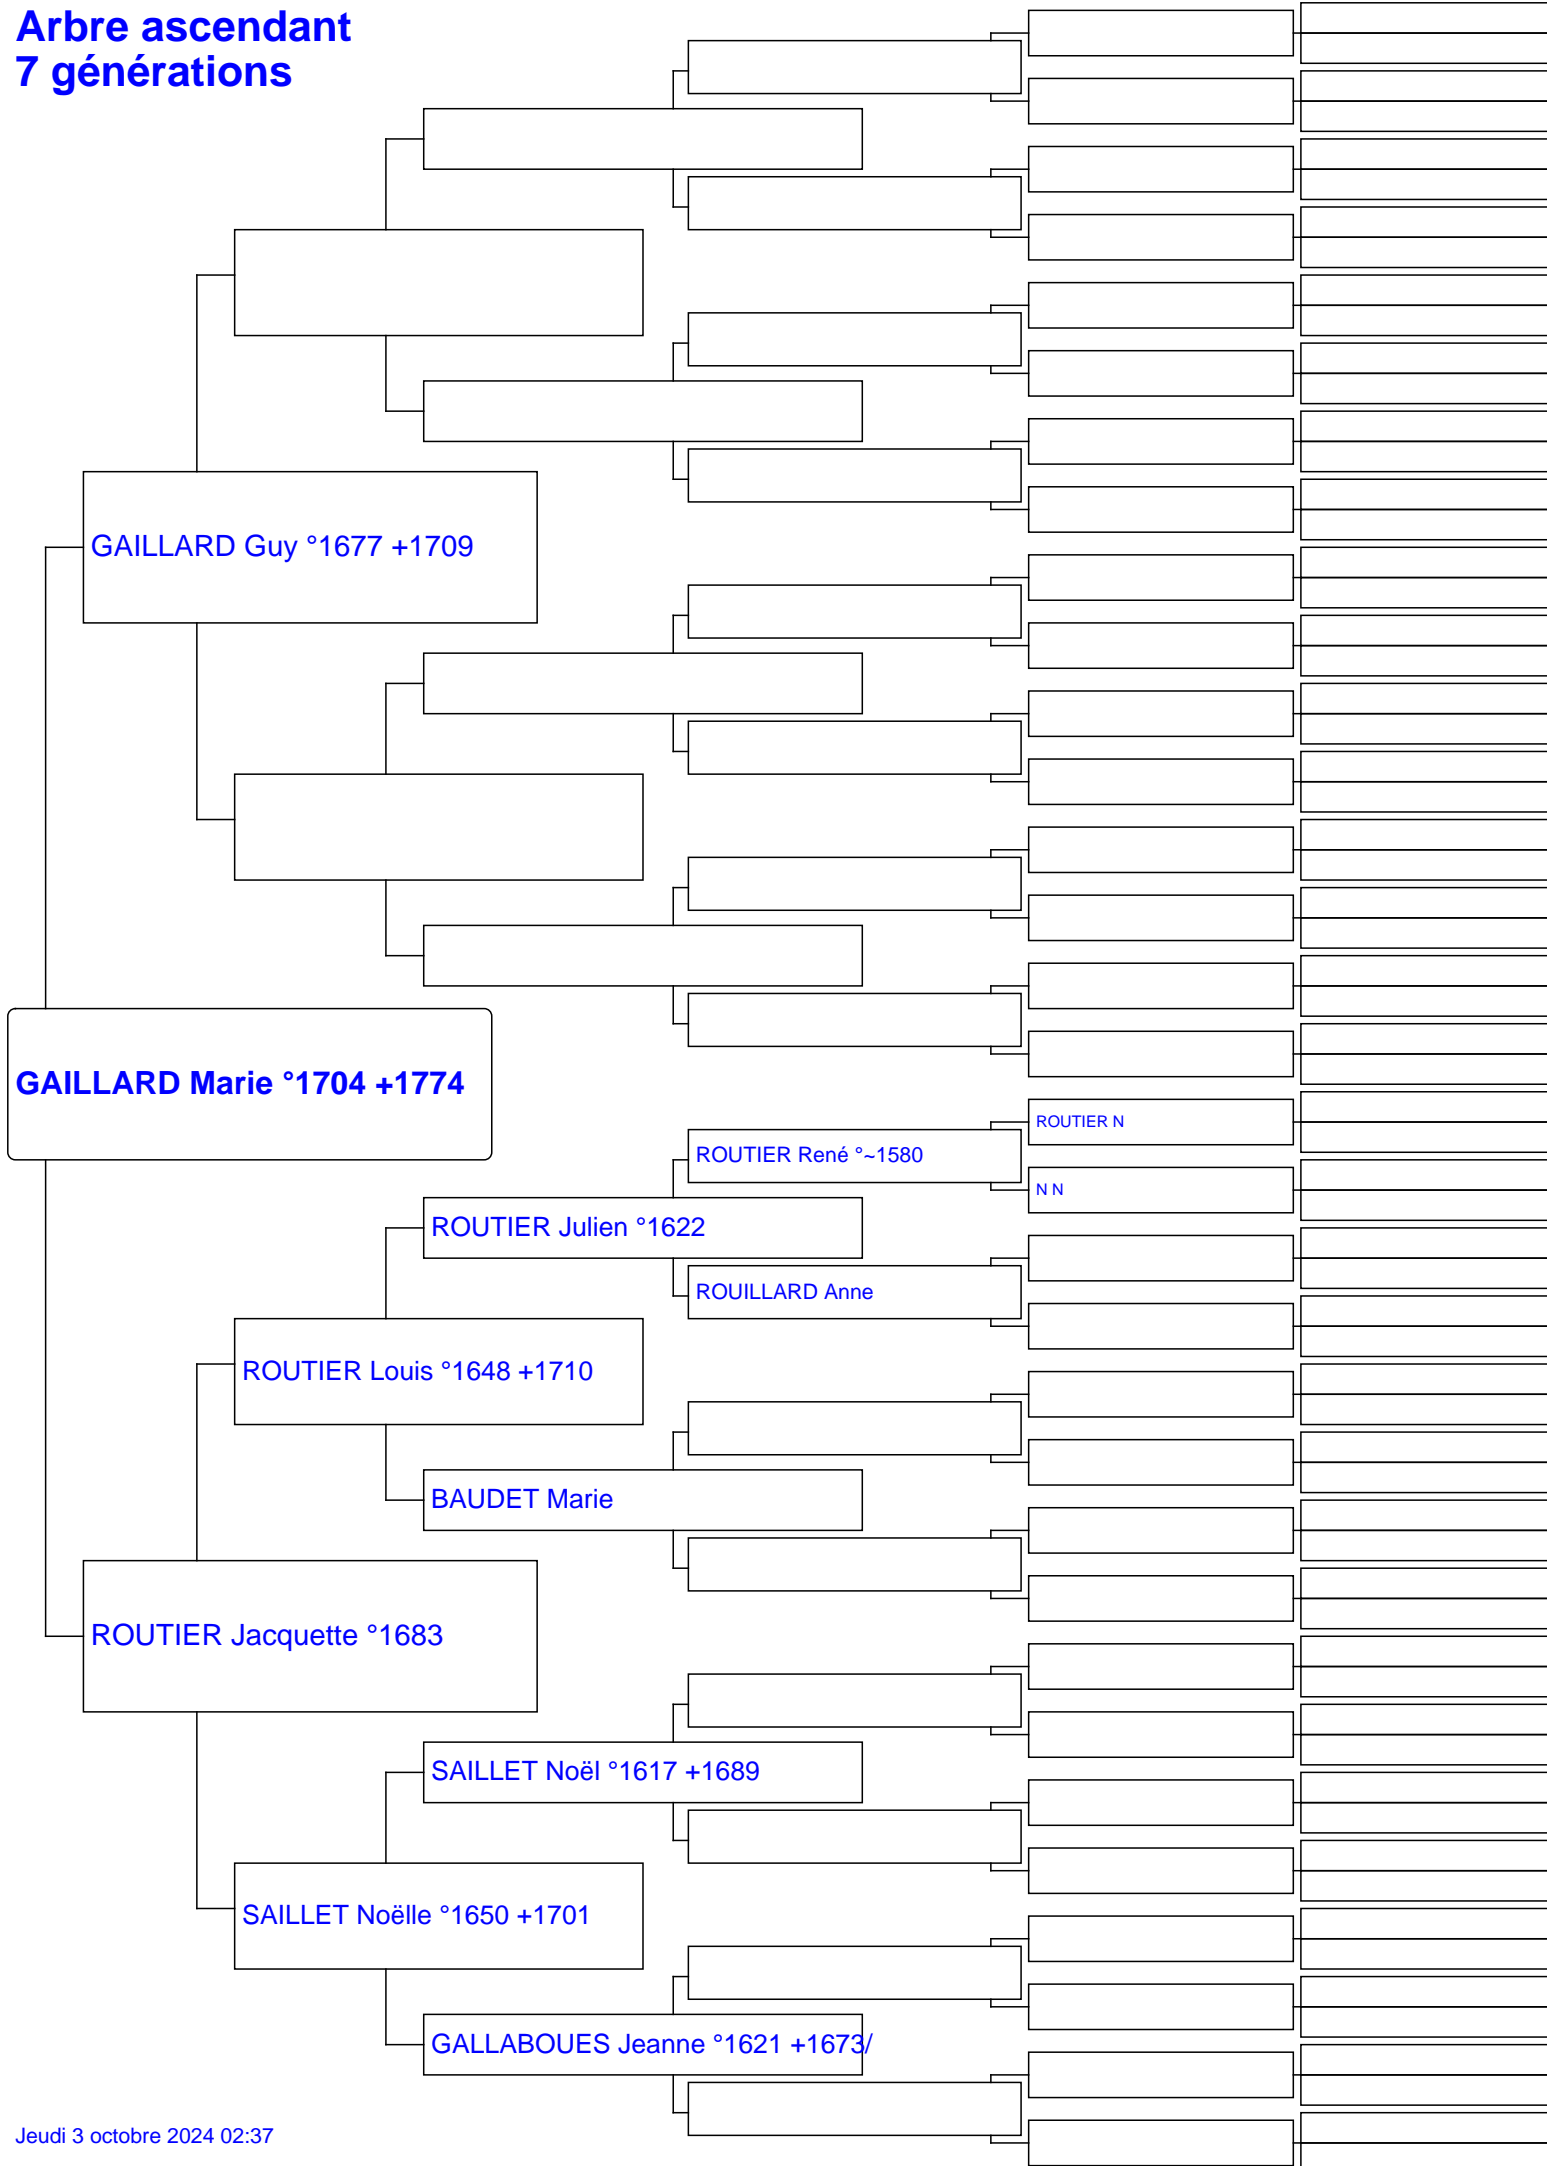 Arbre ascendant
7 générations
GAILLARD Guy °1677 +1709
GAILLARD Marie °1704 +1774
ROUTIER N
ROUTIER René °~1580
N N
ROUTIER Julien °1622
ROUILLARD Anne
ROUTIER Louis °1648 +1710
BAUDET Marie
ROUTIER Jacquette °1683
SAILLET Noël °1617 +1689
SAILLET Noëlle °1650 +1701
GALLABOUES Jeanne °1621 +1673/
Jeudi 3 octobre 2024 02:37